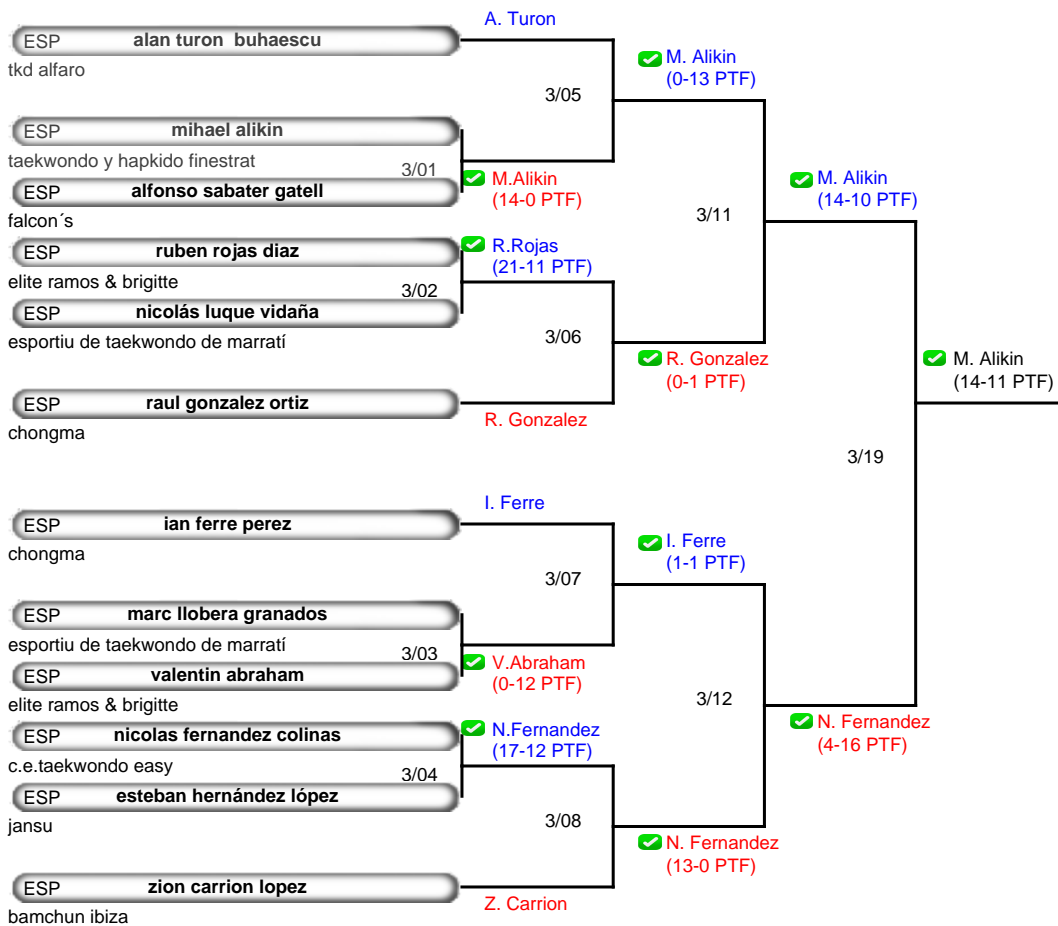 A. Turon
ESP alan turon buhaescu
tkd alfaro
M. Alikin
(0-13 PTF)
3/05
ESP mihael alikin
taekwondo y hapkido finestrat
3/01
M.Alikin
(14-0 PTF)
ESP alfonso sabater gatell
falcon´s
M. Alikin
(14-10 PTF)
3/11
ESP ruben rojas diaz
R.Rojas
(21-11 PTF)
elite ramos & brigitte
3/02
ESP nicolás luque vidaña
esportiu de taekwondo de marratí
3/06
R. Gonzalez
(0-1 PTF)
ESP raul gonzalez ortiz
R. Gonzalez
chongma
M. Alikin
(14-11 PTF)
3/19
I. Ferre
ESP ian ferre perez
chongma
I. Ferre
(1-1 PTF)
3/07
ESP marc llobera granados
esportiu de taekwondo de marratí
3/03
V.Abraham
(0-12 PTF)
ESP valentin abraham
elite ramos & brigitte
3/12
N. Fernandez
(4-16 PTF)
ESP nicolas fernandez colinas
N.Fernandez
(17-12 PTF)
c.e.taekwondo easy
3/04
ESP esteban hernández lópez
jansu
3/08
N. Fernandez
(13-0 PTF)
ESP zion carrion lopez
Z. Carrion
bamchun ibiza